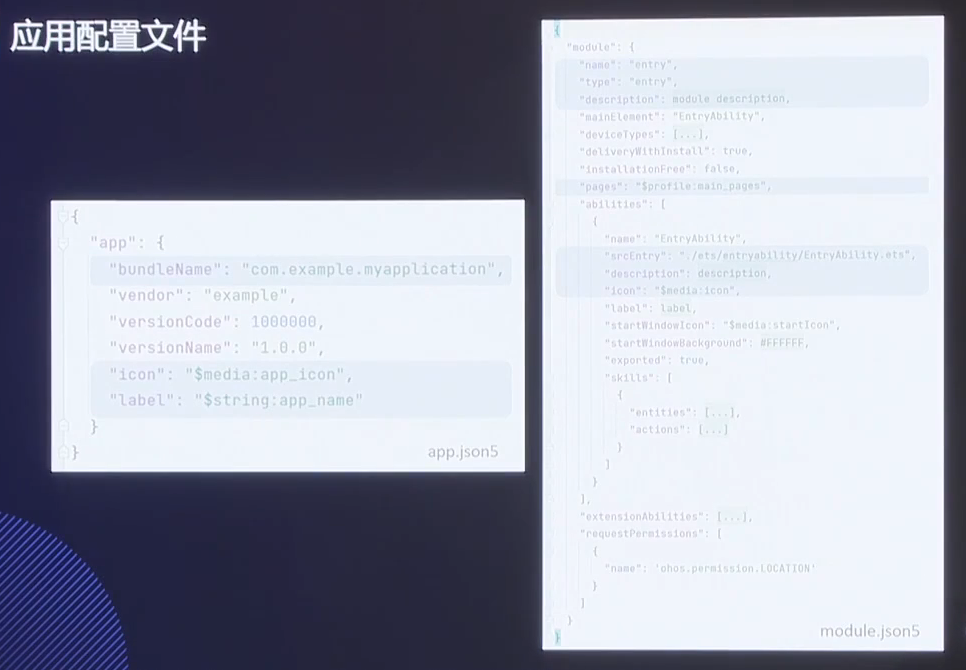 应用配置文件
{
"app": {
"bundleName": "com.example.myapplication",
"vendor": "example",
"versionCode": 1000000,
"versionName": "1.0.0",
"icon": "$media:app_icon",
"label": "$string:app_name"
}
}
app.json5
{
"module": {
"name": "entry",
"type": "entry",
"description": module description,
"mainElement": "EntryAbility",
"deviceTypes": [...],
"deliveryWithInstall": true,
"installationFree": false,
"pages": "$profile:main_pages",
"abilities": [
{
"name": "EntryAbility",
"srcEntry": "./ets/entryability/EntryAbility.ets",
"description": description,
"icon": "$media:icon",
"label": label,
"startWindowIcon": "$media:startIcon",
"startWindowBackground": #FFFFFF,
"exported": true,
"skills": [
{
"entities": [...],
"actions": [...]
}
]
}
],
"extensionAbilities": [...],
"requestPermissions": [
{
"name": 'ohos.permission.LOCATION'
}
]
}
}
module.json5